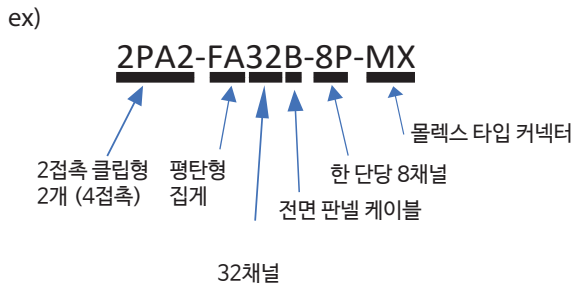 ex)
2PA2-FA32B-8P-MX
몰렉스 타입 커넥터
2접촉 클립형
2개 (4접촉)
평탄형
집게
한 단당 8채널
전면 판넬 케이블
32채널